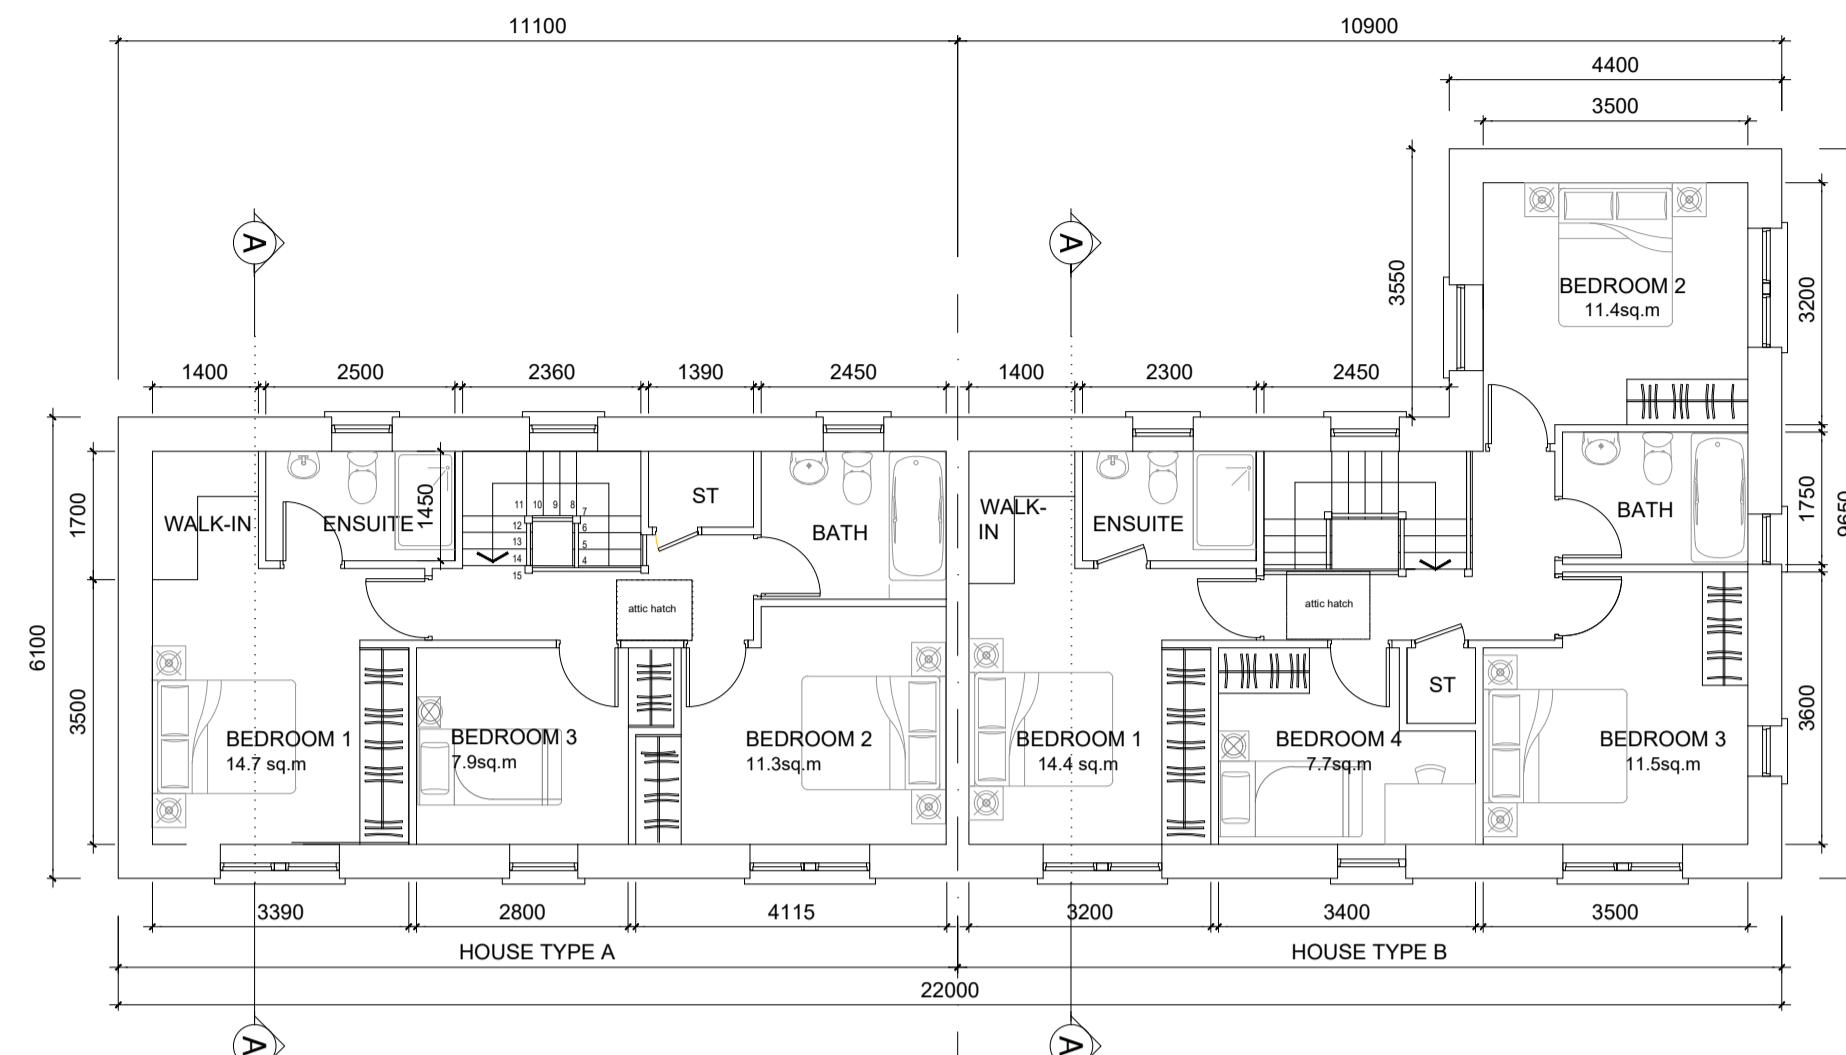 11100
10900
4400
3500
A
A
3550
BEDROOM 2
11.4sq.m
3200
1400
2500
2360
1390
2450
1400
2300
2450
1700
WALK-IN
ENSUITE
1450
11
10
9
8
7
12
6
13
5
14
4
15
ST
BATH
WALK-
IN
ENSUITE
BATH
1750
9650
attic hatch
attic hatch
6100
3500
BEDROOM 1
14.7 sq.m
BEDROOM 3
7.9sq.m
BEDROOM 2
11.3sq.m
BEDROOM 1
14.4 sq.m
ST
BEDROOM 4
7.7sq.m
BEDROOM 3
11.5sq.m
3600
3390
2800
4115
3200
3400
3500
HOUSE TYPE A
HOUSE TYPE B
22000
A
A